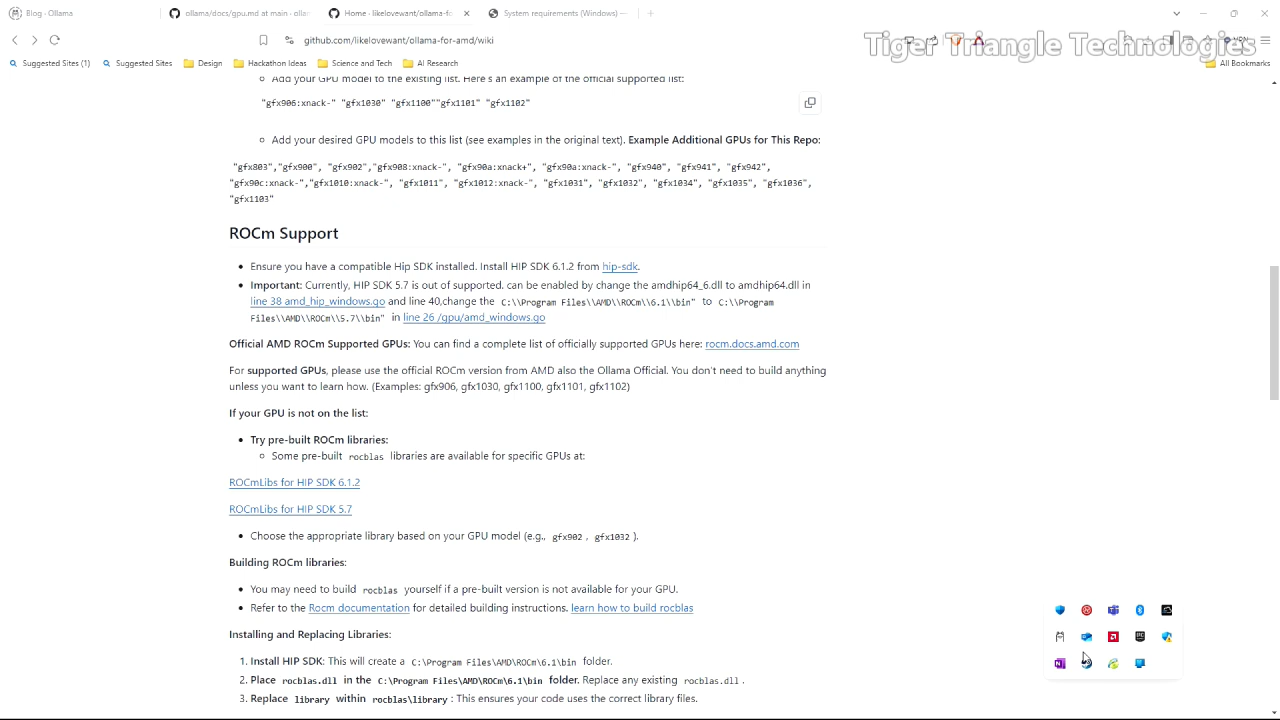 Blog · Ollama
ollama/docs/gpu.md at main · olla
Home · likelovewant/ollama-fo
System requirements (Windows) —
github.com/likelovewant/ollama-for-amd/wiki
VPN
Tiger Triangle Technologies
Suggested Sites (1)
Suggested Sites
Design
Hackathon Ideas
Science and Tech
AI Research
All Bookmarks
Add your GPU model to the existing list. Here's an example of the official supported list:
"gfx906:xnack-" "gfx1030" "gfx1100""gfx1101" "gfx1102"
Add your desired GPU models to this list (see examples in the original text). Example Additional GPUs for This Repo:
"gfx803","gfx900", "gfx902","gfx908:xnack-", "gfx90a:xnack+", "gfx90a:xnack-", "gfx940", "gfx941", "gfx942",
"gfx90c:xnack-","gfx1010:xnack-", "gfx1011", "gfx1012:xnack-", "gfx1031", "gfx1032", "gfx1034", "gfx1035", "gfx1036",
"gfx1103"
ROCm Support
Ensure you have a compatible Hip SDK installed. Install HIP SDK 6.1.2 from hip-sdk.
Important: Currently, HIP SDK 5.7 is out of supported. can be enabled by change the amdhip64_6.dll to amdhip64.dll in
line 38 amd_hip_windows.go and line 40,change the C:\\Program Files\\AMD\\ROCm\\6.1\\bin" to C:\\Program
Files\\AMD\\ROCm\\5.7\\bin" in line 26 /gpu/amd_windows.go
Official AMD ROCm Supported GPUs: You can find a complete list of officially supported GPUs here: rocm.docs.amd.com
For supported GPUs, please use the official ROCm version from AMD also the Ollama Official. You don't need to build anything
unless you want to learn how. (Examples: gfx906, gfx1030, gfx1100, gfx1101, gfx1102)
If your GPU is not on the list:
Try pre-built ROCm libraries:
Some pre-built rocblas libraries are available for specific GPUs at:
ROCmLibs for HIP SDK 6.1.2
ROCmLibs for HIP SDK 5.7
Choose the appropriate library based on your GPU model (e.g., gfx902 , gfx1032 ).
Building ROCm libraries:
You may need to build rocblas yourself if a pre-built version is not available for your GPU.
Refer to the Rocm documentation for detailed building instructions. learn how to build rocblas
Installing and Replacing Libraries:
1. Install HIP SDK: This will create a C:\Program Files\AMD\ROCm\6.1\bin folder.
2. Place rocblas.dll in the C:\Program Files\AMD\ROCm\6.1\bin folder. Replace any existing rocblas.dll .
3. Replace library within rocblas\library : This ensures your code uses the correct library files.